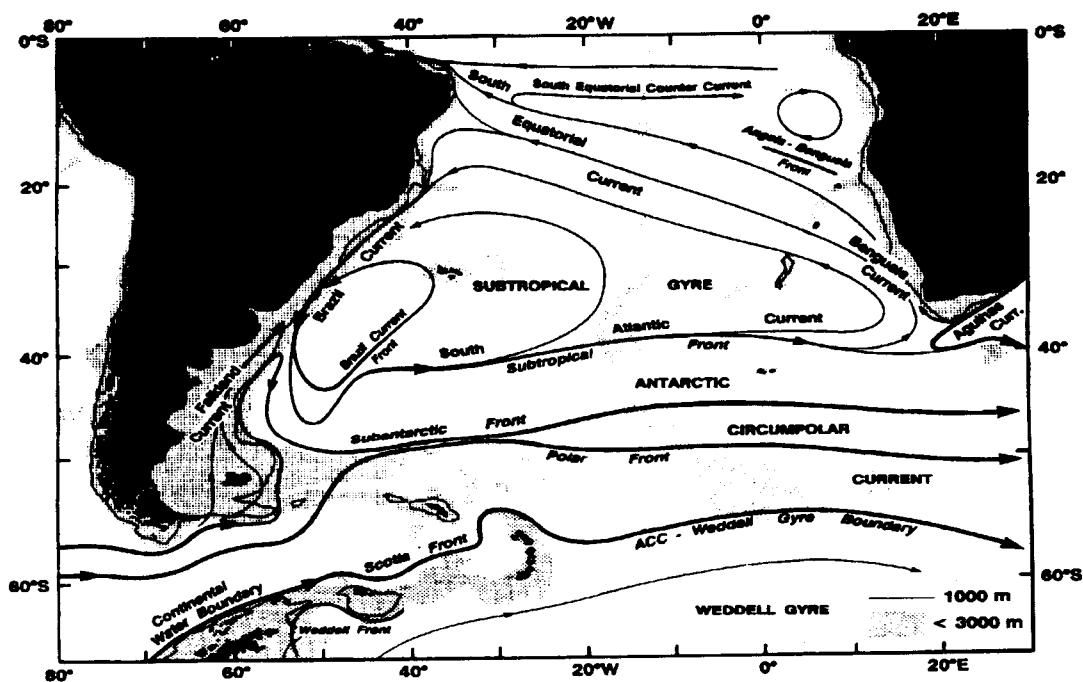 80° 60° 40° 20°W 0° 20°E
0°S 0°S
South
South Equatorial Counter Current
Equatorial
Angola - Benguela
Front
20° 20°
Current
Current
Benguela
Current
SUBTROPICAL GYRE
Brazil
Brazil Current
Front
Agulhas
Curr.
South Atlantic Current
40° 40°
Subtropical Front
Falkland
Current
ANTARCTIC
Subantarctic Front
CIRCUMPOLAR
Polar Front
CURRENT
ACC - Weddell Gyre Boundary
Scotia Front
60°S 60°S
Continental
Water Boundary
Weddell Front
WEDDELL GYRE
1000 m
< 3000 m
80° 60° 40° 20°W 0° 20°E